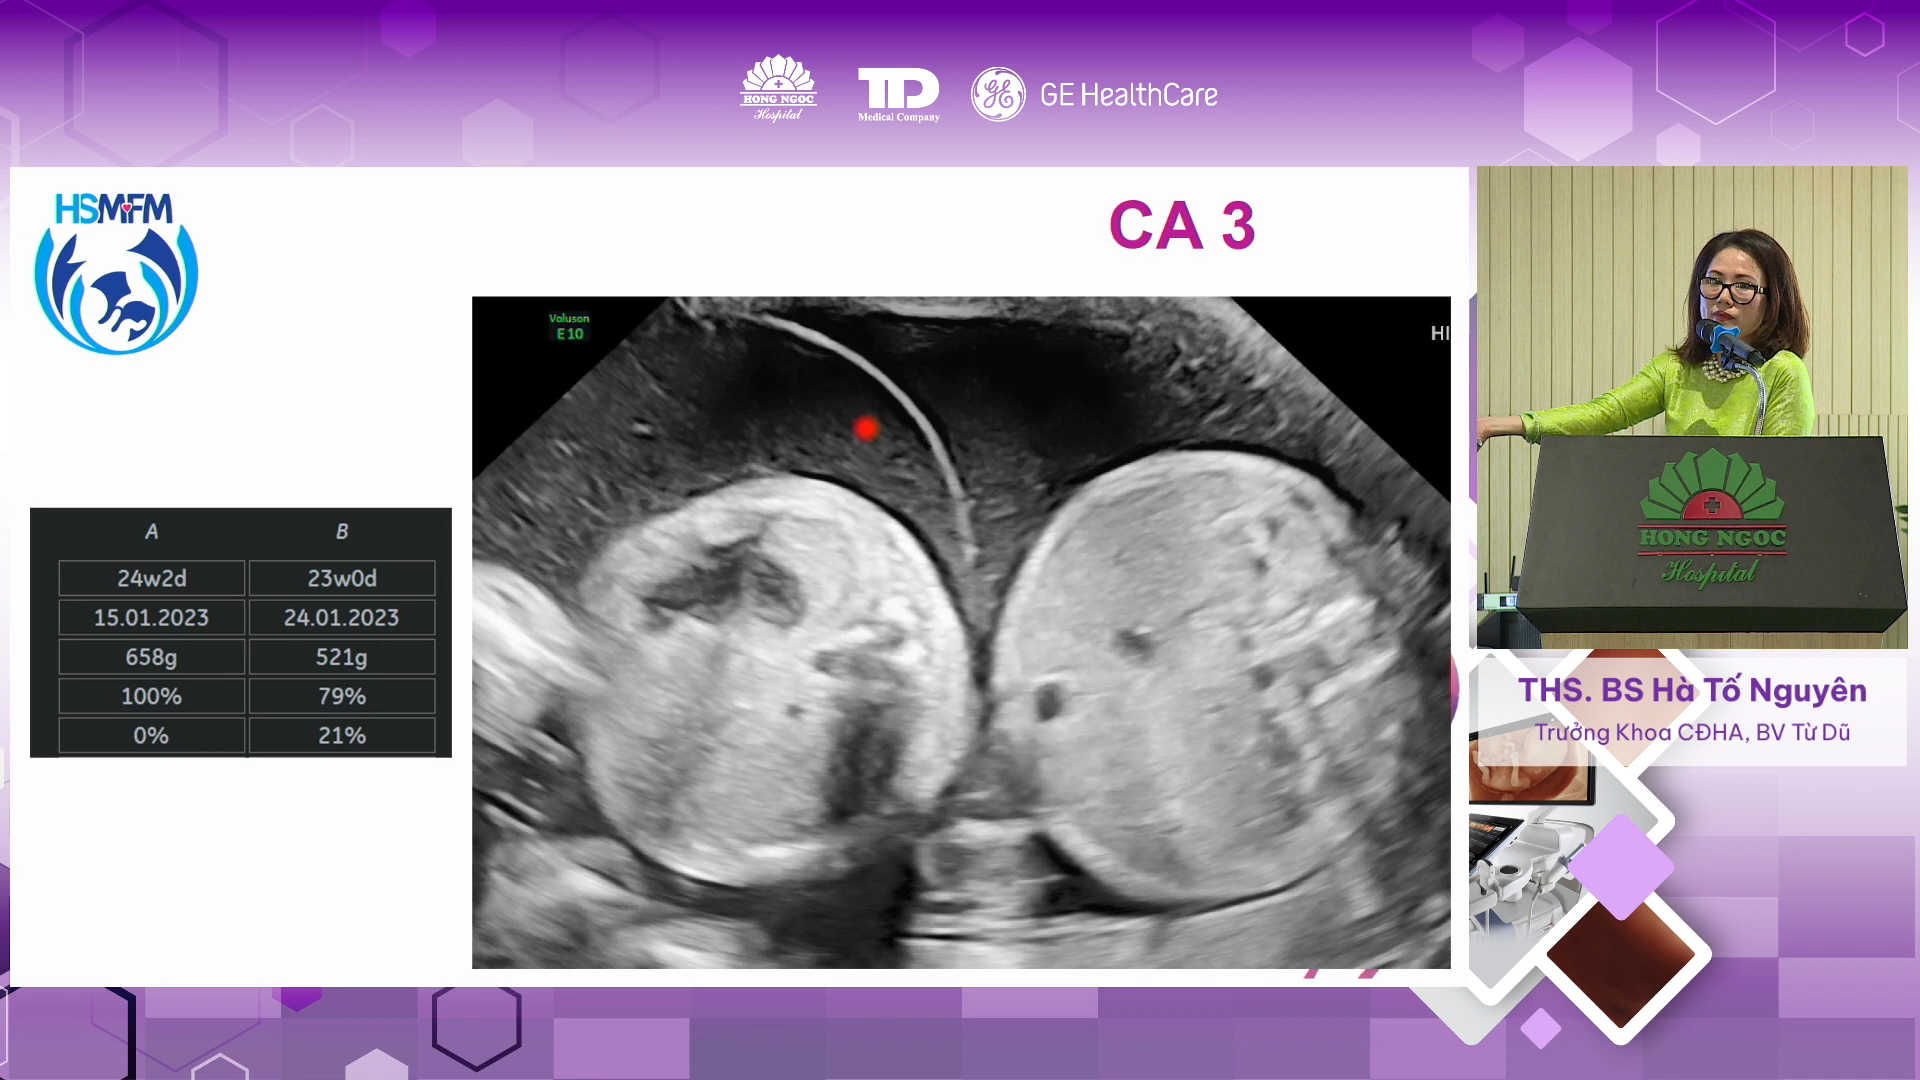 HONG NGOC
Hospital
TD
Medical Company
GE HealthCare
HSMFM
CA 3
Voluson
E10
HI
A B
24w2d 23w0d
15.01.2023 24.01.2023
658g 521g
100% 79%
0% 21%
HONG NGOC
Hospital
THS. BS Hà Tố Nguyên
Trưởng Khoa CĐHA, BV Từ Dũ